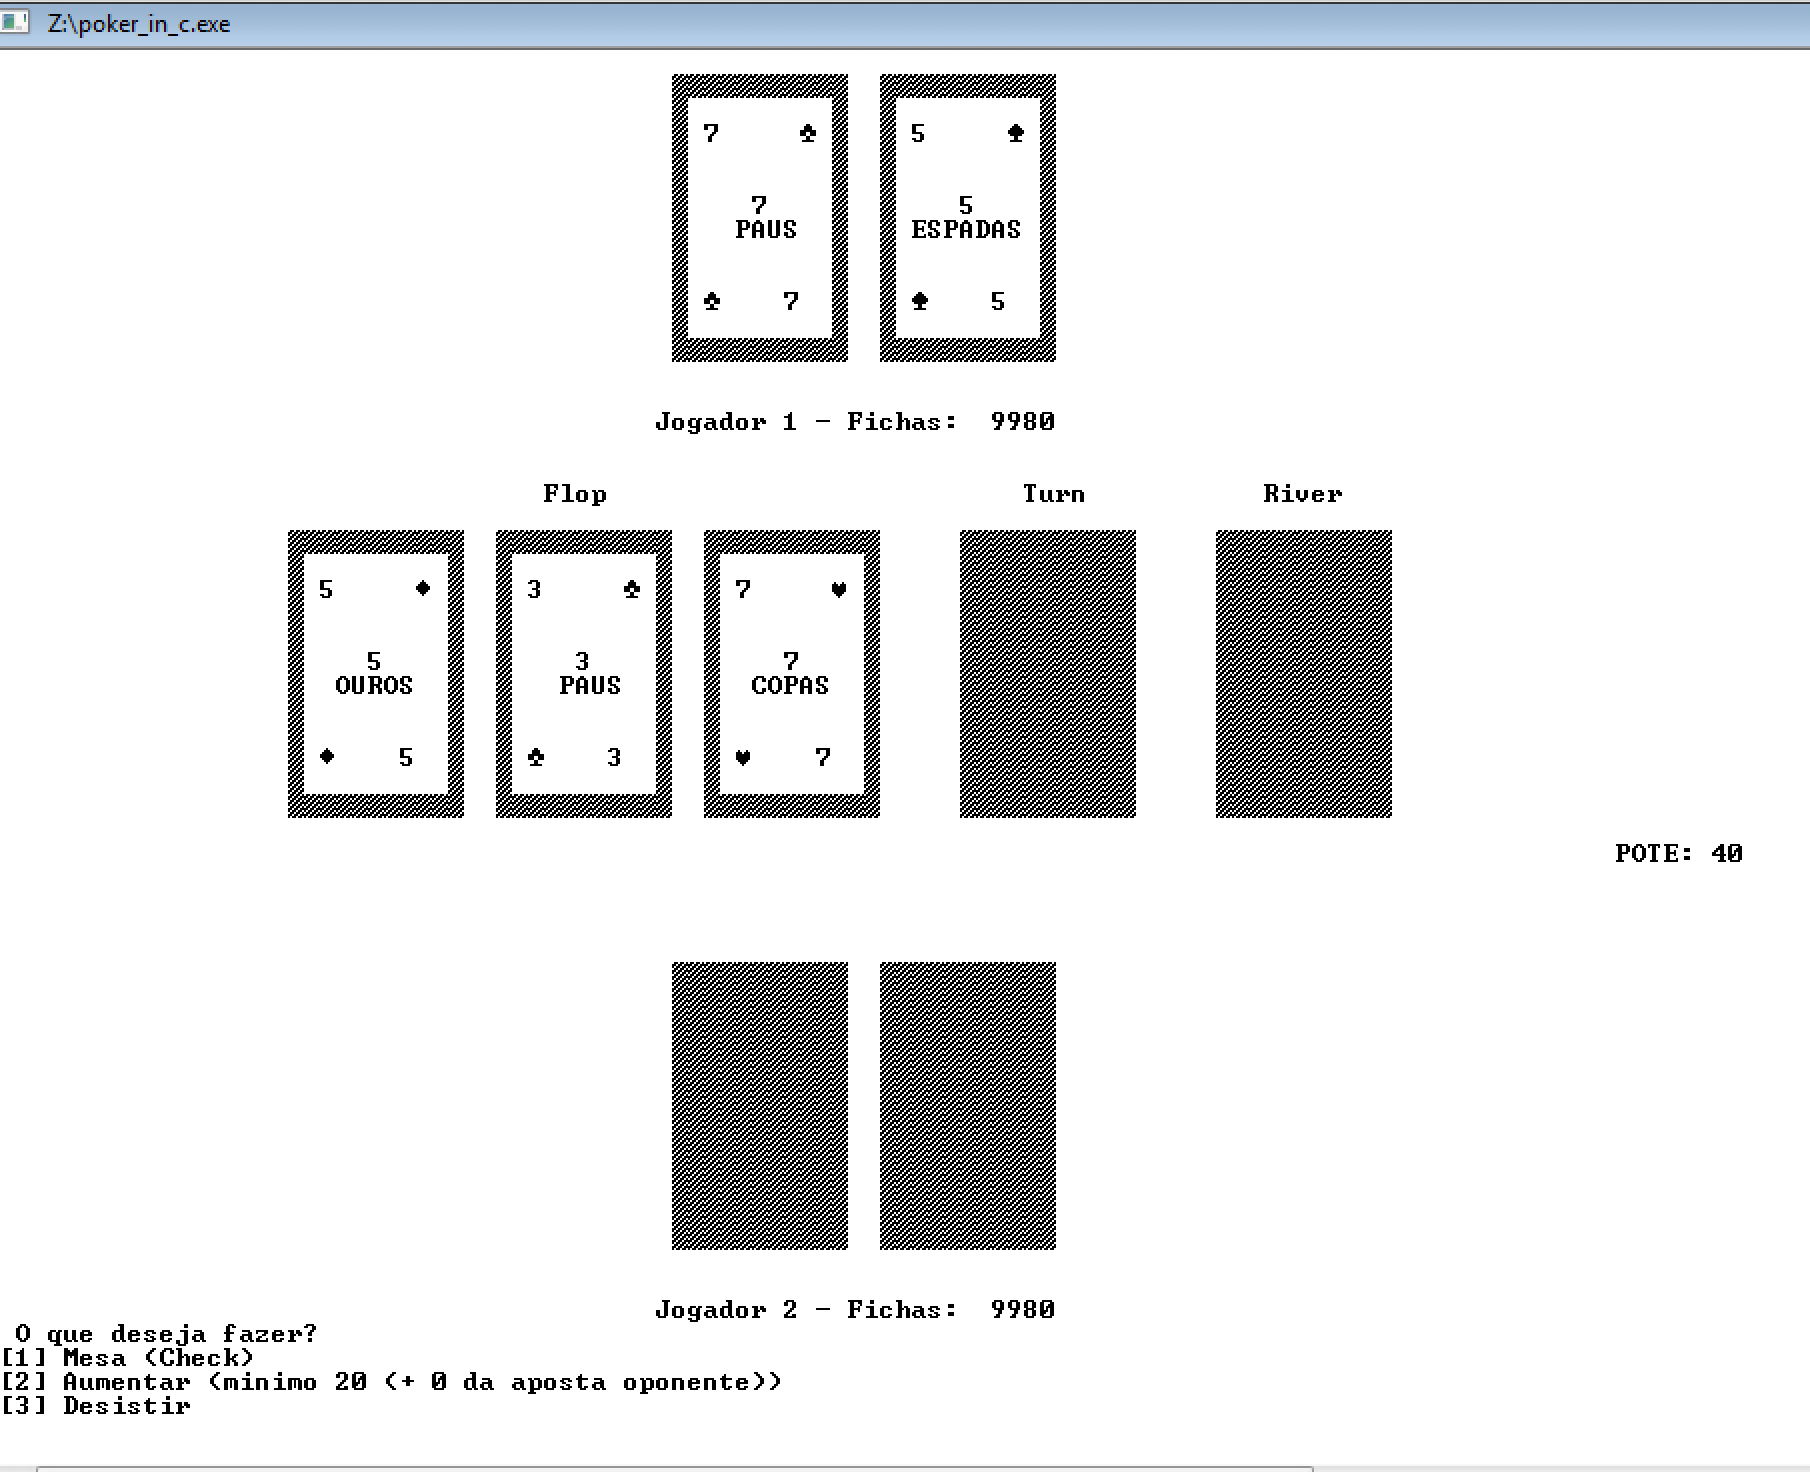 Z:\poker_in_c.exe
7 ♣ 5 ♠
7 5
PAUS ESPADAS
♣ 7 ♠ 5
Jogador 1 - Fichas: 9980
Flop Turn River
5 ♦ 3 ♣ 7 ♥
5 3 7
OUROS PAUS COPAS
♦ 5 ♣ 3 ♥ 7
POTE: 40
Jogador 2 - Fichas: 9980
O que deseja fazer?
[1] Mesa (Check)
[2] Aumentar (minimo 20 (+ 0 da aposta oponente))
[3] Desistir